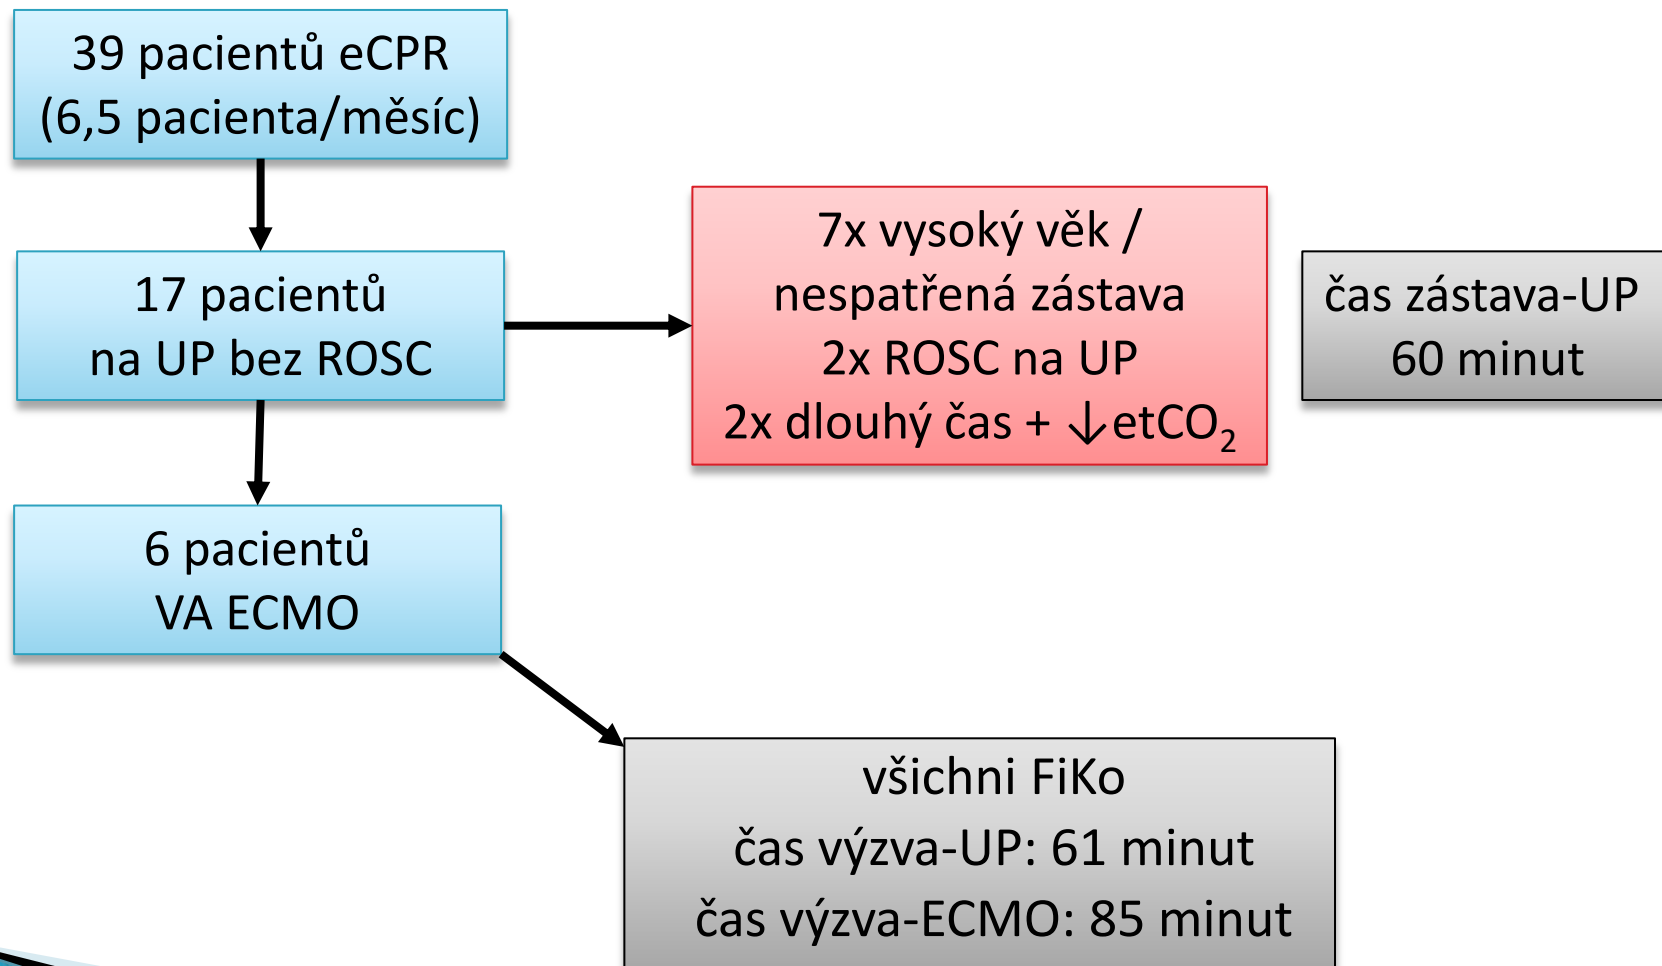 39 pacientů eCPR
(6,5 pacienta/měsíc)
17 pacientů
na UP bez ROSC
7x vysoký věk /
nespatřená zástava
2x ROSC na UP
2x dlouhý čas + ↓etCO₂
čas zástava-UP
60 minut
6 pacientů
VA ECMO
všichni FiKo
čas výzva-UP: 61 minut
čas výzva-ECMO: 85 minut